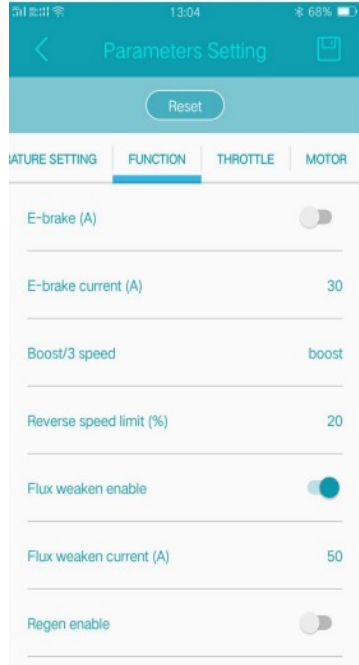 13:04
68%
Parameters Setting
Reset
ATURE SETTING FUNCTION THROTTLE MOTOR
E-brake (A)
E-brake current (A) 30
Boost/3 speed boost
Reverse speed limit (%) 20
Flux weaken enable
Flux weaken current (A) 50
Regen enable